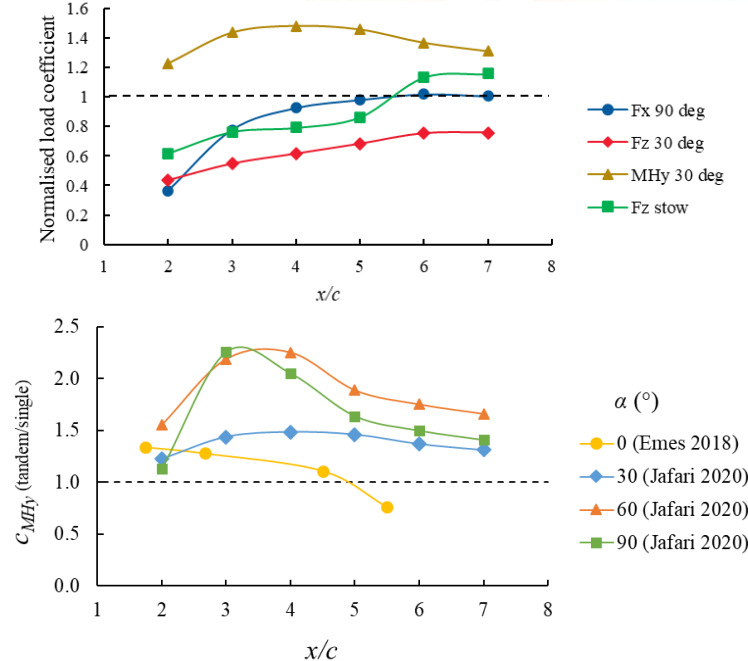 Normalised load coefficient
1.6
1.4
1.2
1
0.8
0.6
0.4
0.2
0
1 2 3 4 5 6 7 8
x/c
Fx 90 deg
Fz 30 deg
MHy 30 deg
Fz stow
c_MHy (tandem/single)
2.5
2.0
1.5
1.0
0.5
0.0
1 2 3 4 5 6 7 8
x/c
α (°)
0 (Emes 2018)
30 (Jafari 2020)
60 (Jafari 2020)
90 (Jafari 2020)